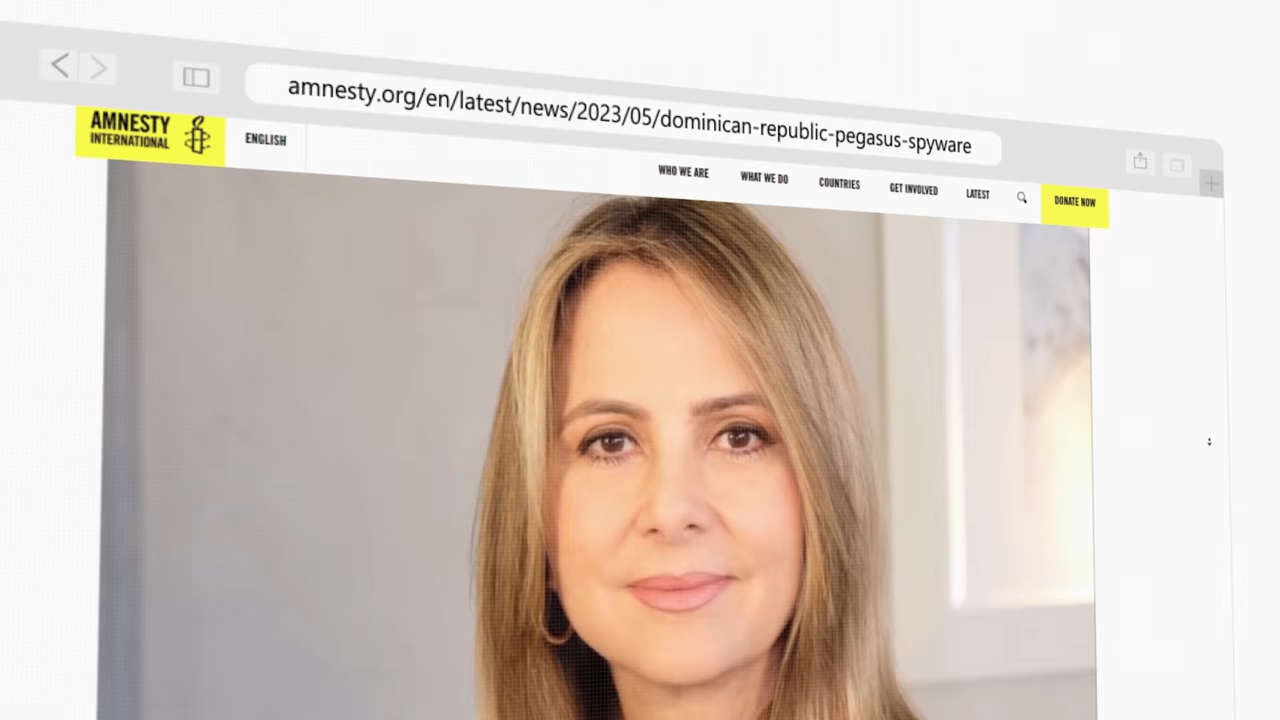 amnesty.org/en/latest/news/2023/05/dominican-republic-pegasus-spyware
AMNESTY
INTERNATIONAL
ENGLISH
WHO WE ARE
WHAT WE DO
COUNTRIES
GET INVOLVED
LATEST
DONATE NOW